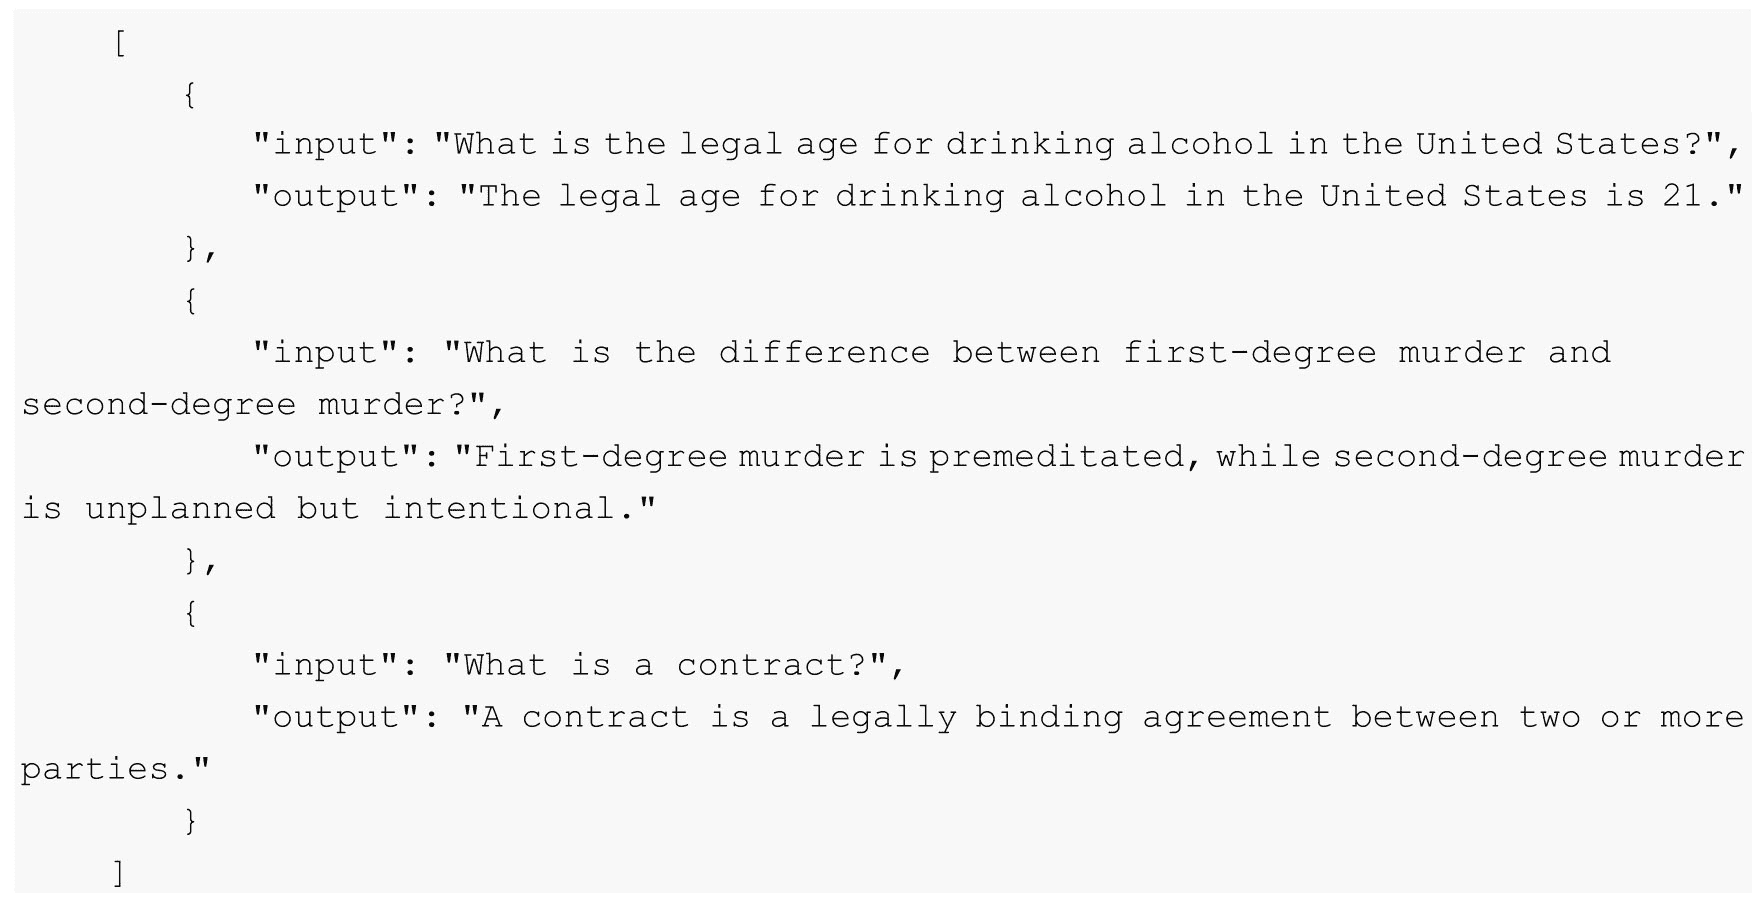 [
{
"input": "What is the legal age for drinking alcohol in the United States?",
"output": "The legal age for drinking alcohol in the United States is 21."
},
{
"input": "What is the difference between first-degree murder and
second-degree murder?",
"output": "First-degree murder is premeditated, while second-degree murder
is unplanned but intentional."
},
{
"input": "What is a contract?",
"output": "A contract is a legally binding agreement between two or more
parties."
}
]